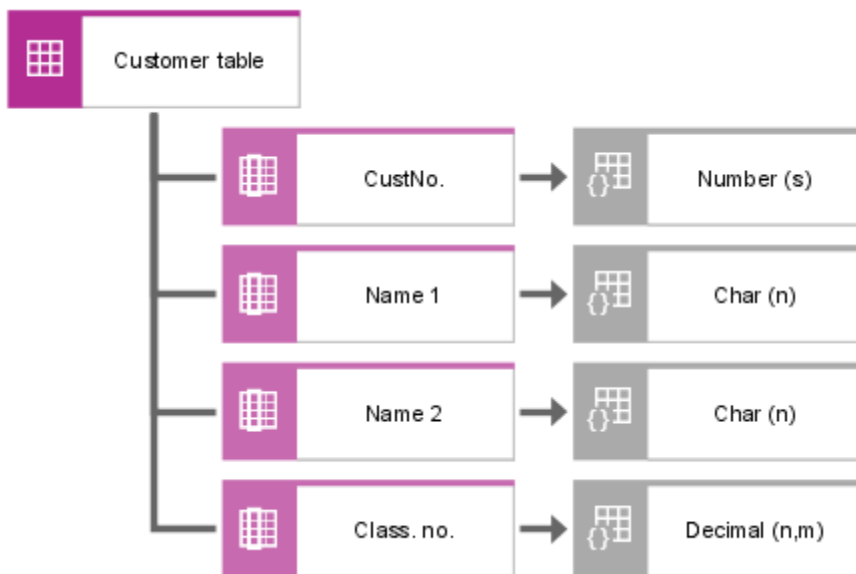 Customer table
CustNo.
Number (s)
Name 1
Char (n)
Name 2
Char (n)
Class. no.
Decimal (n,m)